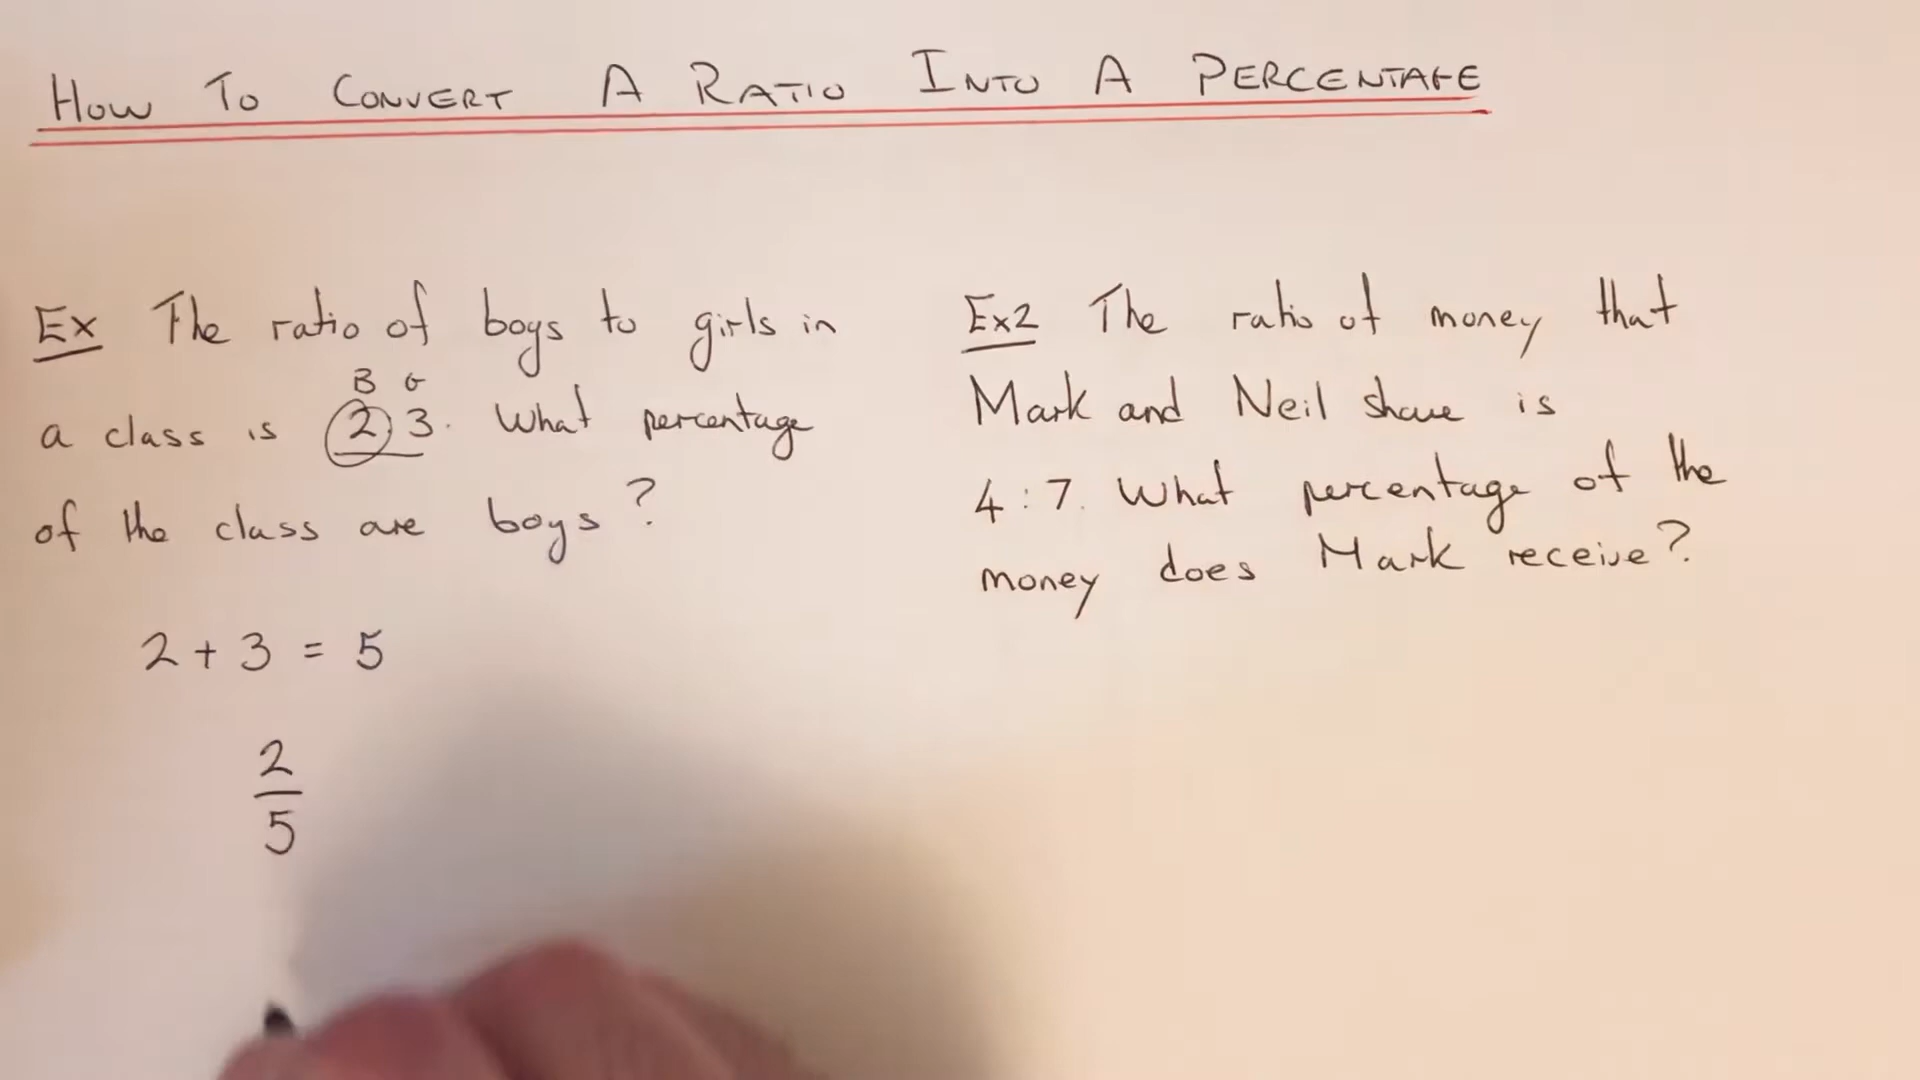 HOW TO CONVERT A RATIO INTO A PERCENTAGE
Ex The ratio of boys to girls in
B G
a class is 2:3. What percentage
of the class are boys?
2 + 3 = 5
2
5
Ex2 The ratio of money that
Mark and Neil share is
4:7. What percentage of the
money does Mark receive?